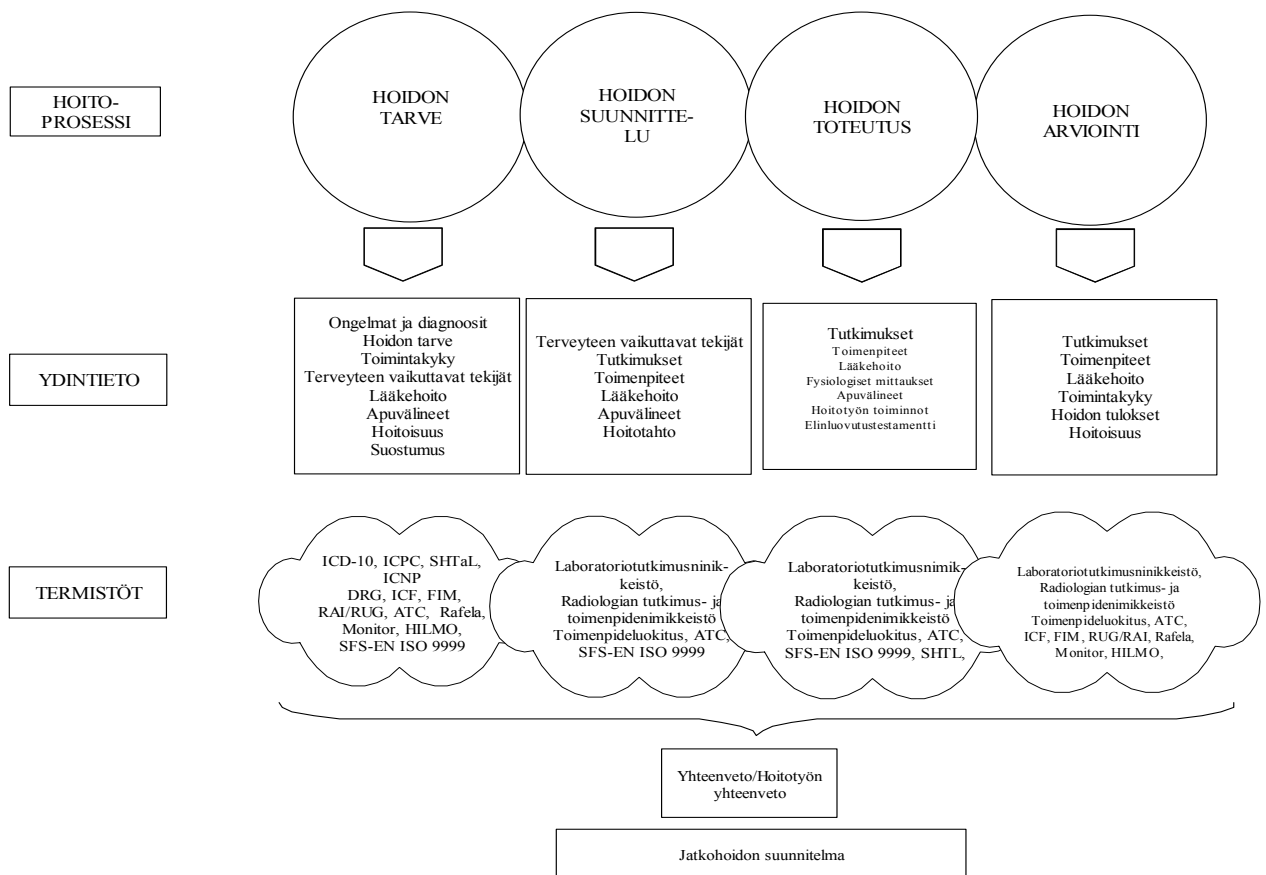 HOITO-
PROSESSI
HOIDON
TARVE
HOIDON
SUUNNITTE-
LU
HOIDON
TOTEUTUS
HOIDON
ARVIOINTI
YDINTIETO
Ongelmat ja diagnoosit
Hoidon tarve
Toimintakyky
Terveyteen vaikuttavat tekijät
Lääkehoito
Apuvälineet
Hoitoisuus
Suostumus
Terveyteen vaikuttavat tekijät
Tutkimukset
Toimenpiteet
Lääkehoito
Apuvälineet
Hoitotahto
Tutkimukset
Toimenpiteet
Lääkehoito
Fysiologiset mittaukset
Apuvälineet
Hoitotyön toiminnot
Elinluovutustestamentti
Tutkimukset
Toimenpiteet
Lääkehoito
Toimintakyky
Hoidon tulokset
Hoitoisuus
TERMISTÖT
ICD-10, ICPC, SHTaL,
ICNP
DRG, ICF, FIM,
RAI/RUG, ATC, Rafela,
Monitor, HILMO,
SFS-EN ISO 9999
Laboratoriotutkimusninik-
keistö,
Radiologian tutkimus- ja
toimenpidenimikkeistö
Toimenpideluokitus, ATC,
SFS-EN ISO 9999
Laboratoriotutkimusnimik-
keistö,
Radiologian tutkimus- ja
toimenpidenimikkeistö
Toimenpideluokitus, ATC,
SFS-EN ISO 9999, SHTL,
Laboratoriotutkimusninikkeistö,
Radiologian tutkimus- ja
toimenpidenimikkeistö
Toimenpideluokitus, ATC,
ICF, FIM, RUG/RAI, Rafela,
Monitor, HILMO,
Yhteenveto/Hoitotyön
yhteenveto
Jatkohoidon suunnitelma